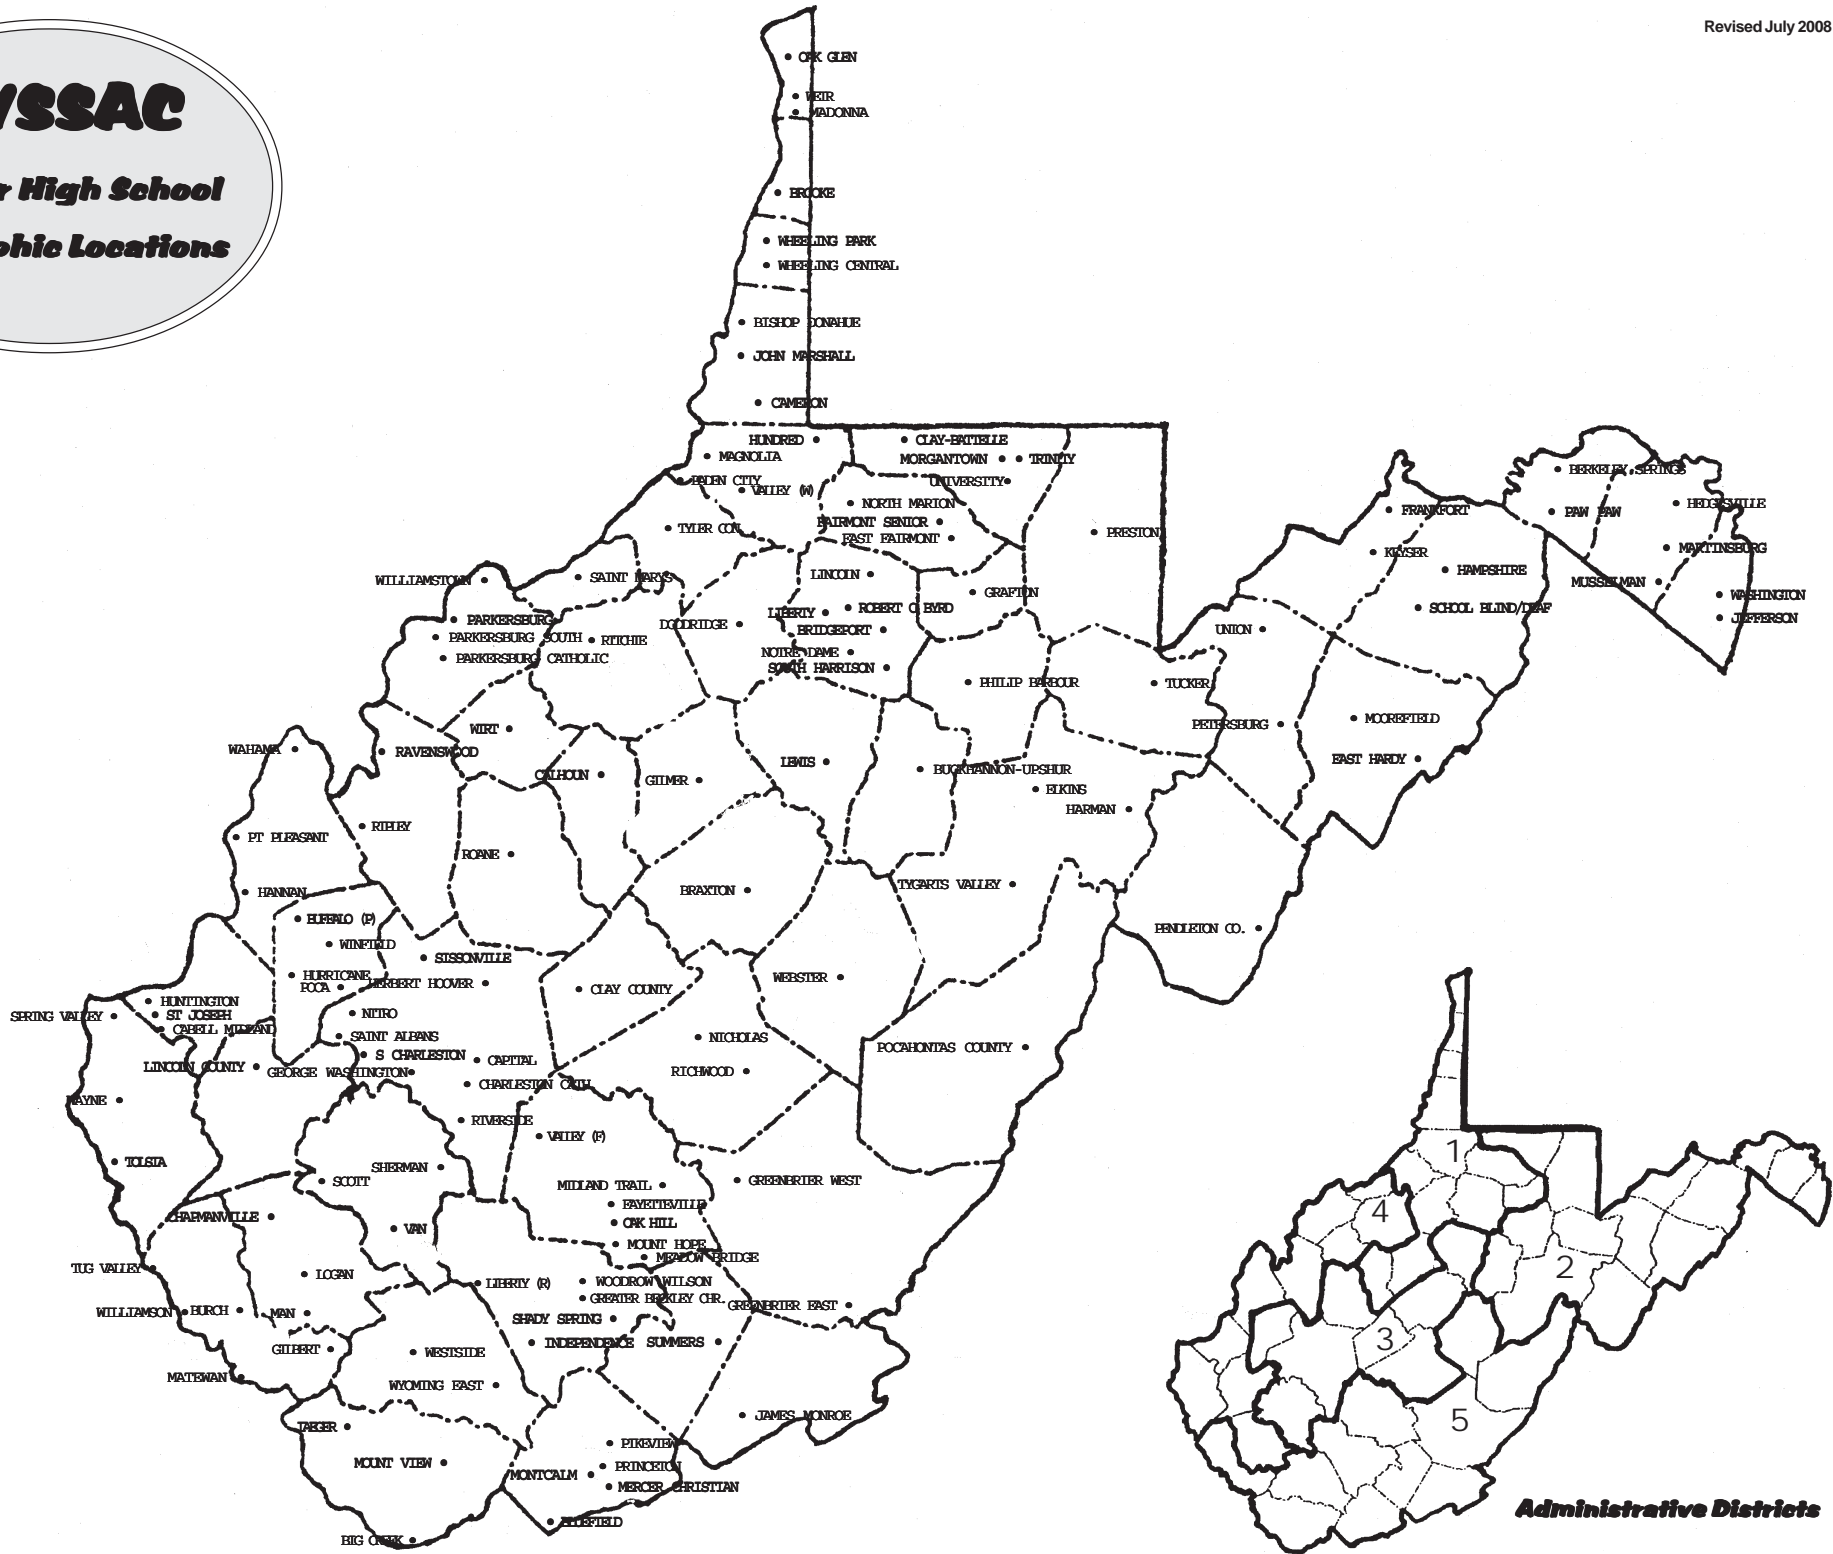 Revised July 2008
VSSAC
r High School
phic Locations
OAK GLEN
WEIR
MADONNA
BROOKE
WHEELING PARK
WHEELING CENTRAL
BISHOP DONAHUE
JOHN MARSHALL
CAMERON
HUNDRED
CLAY-BATTELLE
MAGNOLIA
MORGANTOWN
TRINITY
PADEN CITY
VALLEY (W)
UNIVERSITY
NORTH MARION
FAIRMONT SENIOR
TYLER CON.
EAST FAIRMONT
PRESTON
BERKELEY SPRINGS
HEDGESVILLE
FRANKFORT
PAW PAW
MARTINSBURG
KEYSER
HAMPSHIRE
MUSSELMAN
WASHINGTON
SCHOOL BLIND/DEAF
JEFFERSON
WILLIAMSTOWN
SAINT MARYS
LINCOLN
GRAFTON
PARKERSBURG
LIBERTY
ROBERT C BYRD
DODRIDGE
BRIDGEPORT
UNION
PARKERSBURG SOUTH
RITCHIE
PARKERSBURG CATHOLIC
NOTRE DAME
SOUTH HARRISON
PHILIP BARBOUR
TUCKER
WIRT
PETERSBURG
MOOREFIELD
WAHAMA
RAVENSWOOD
EAST HARDY
CALHOUN
GILMER
LEWIS
BUCKHANNON-UPSHUR
ELKINS
HARMAN
RIPLEY
PT PLEASANT
ROANE
HANNAN
BRAXTON
TYGARTS VALLEY
BUFFALO (P)
PENDLETON CO.
WINFIELD
SISSONVILLE
HURRICANE
POCA
HERBERT HOOVER
CLAY COUNTY
WEBSTER
HUNTINGTON
SPRING VALLEY
ST JOSEPH
NITRO
CABELL MIDLAND
SAINT ALBANS
NICHOLAS
POCAHONTAS COUNTY
S CHARLESTON
CAPITAL
LINCOLN COUNTY
GEORGE WASHINGTON
RICHWOOD
CHARLESTON CATH
WAYNE
RIVERSIDE
VALLEY (F)
TOLSIA
SHERMAN
SCOTT
MIDLAND TRAIL
GREENBRIER WEST
FAYETTEVILLE
CHAPMANVILLE
VAN
OAK HILL
MOUNT HOPE
MEADOW BRIDGE
TUG VALLEY
LOGAN
LIBERTY (R)
WOODROW WILSON
GREATER BECKLEY CHR.
GREENBRIER EAST
WILLIAMSON
BURCH
MAN
SHADY SPRING
INDEPENDENCE
SUMMERS
GILBERT
WESTSIDE
MATEWAN
WYOMING EAST
JAMES MONROE
IAEGER
PIKEVIEW
MOUNT VIEW
PRINCETON
MONTCALM
MERCER CHRISTIAN
BLUEFIELD
BIG CREEK
1
4
2
3
5
Administrative Districts